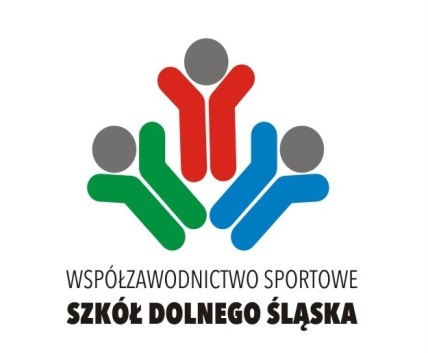 WSPÓŁZAWODNICTWO SPORTOWE
SZKÓŁ DOLNEGO ŚLĄSKA